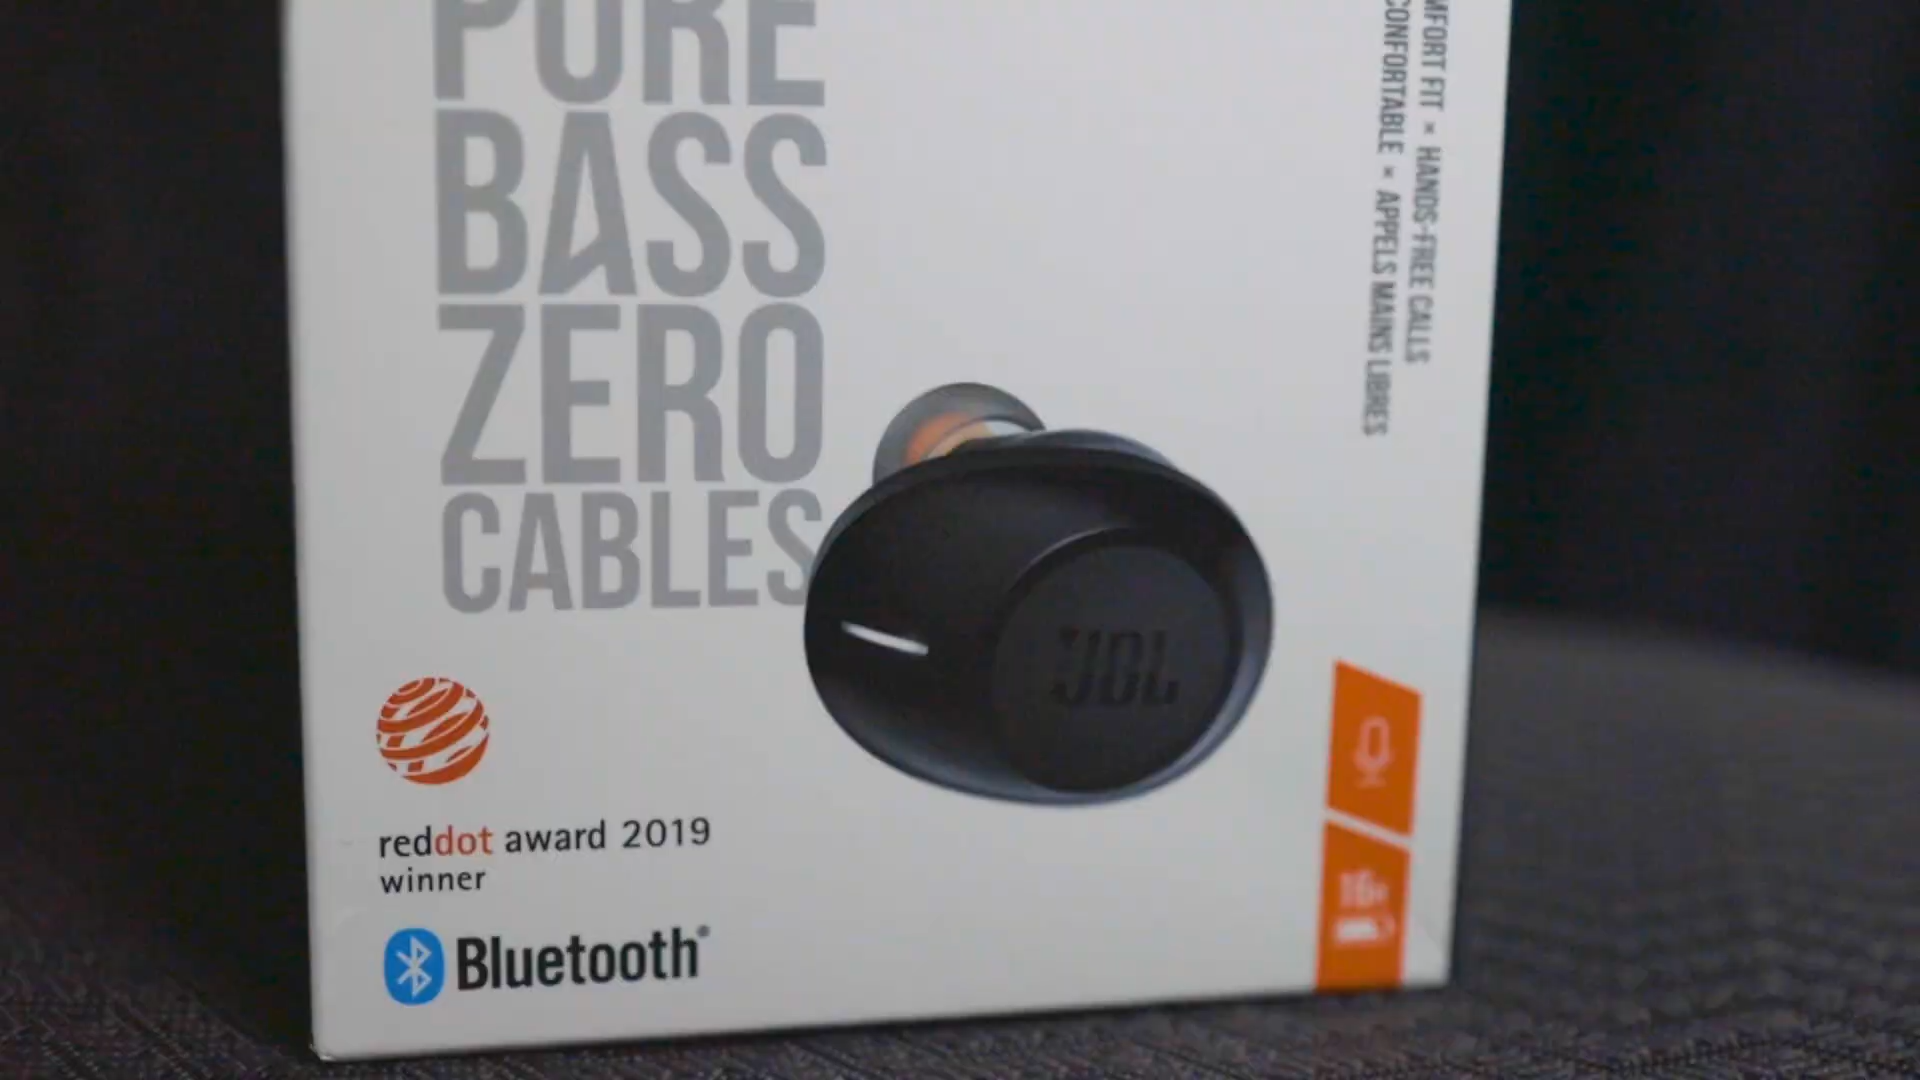 PURE
BASS
ZERO
CABLES
MFORT FIT × HANDS-FREE CALLS
CONFORTABLE × APPELS MAINS LIBRES
JBL
reddot award 2019
winner
Bluetooth®
16h